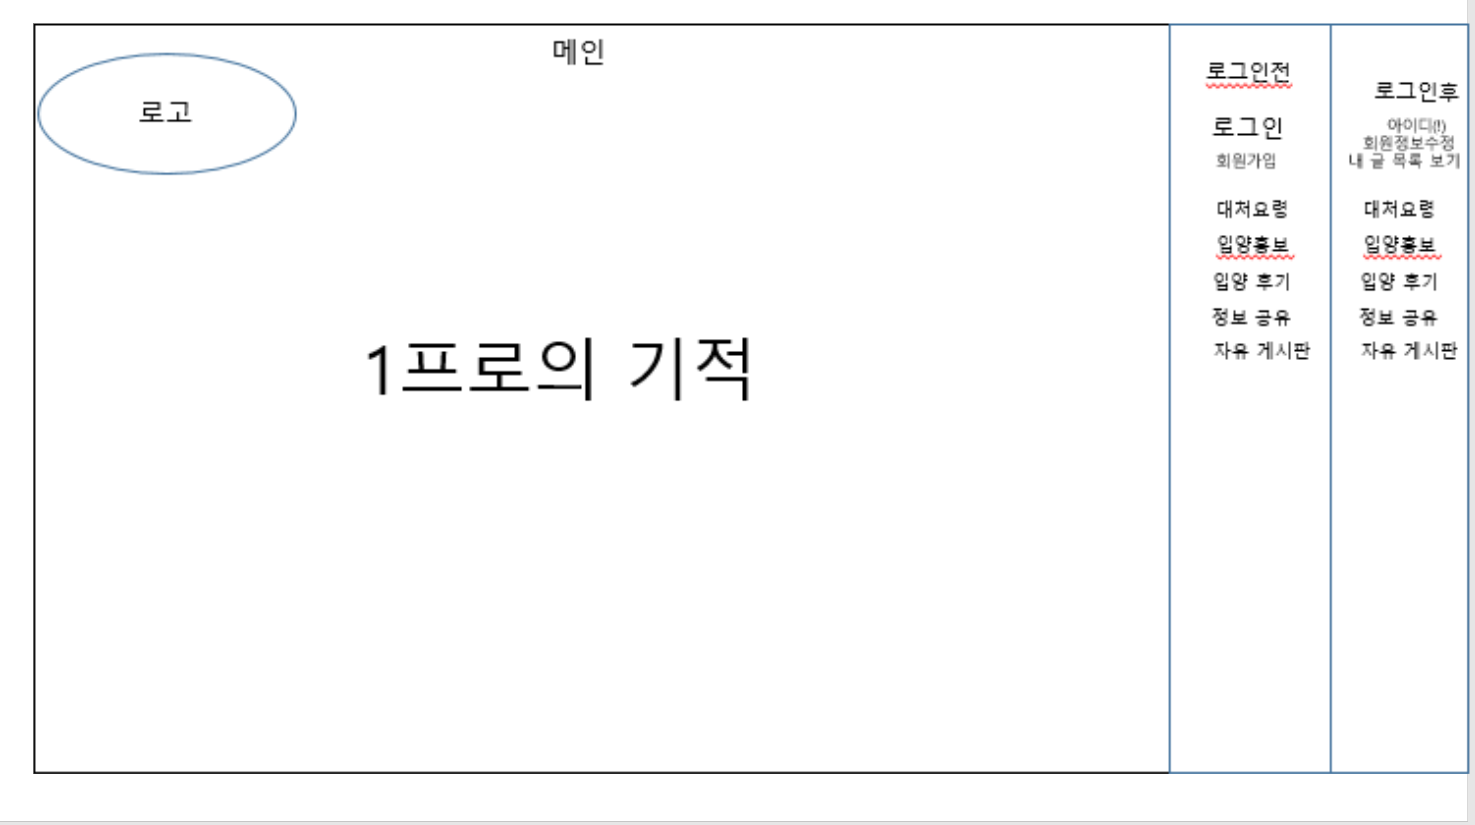 메인
로고
1프로의 기적
로그인전
로그인
회원가입
대처요령
입양홍보
입양 후기
정보 공유
자유 게시판
로그인후
아이디(!)
회원정보수정
내 글 목록 보기
대처요령
입양홍보
입양 후기
정보 공유
자유 게시판